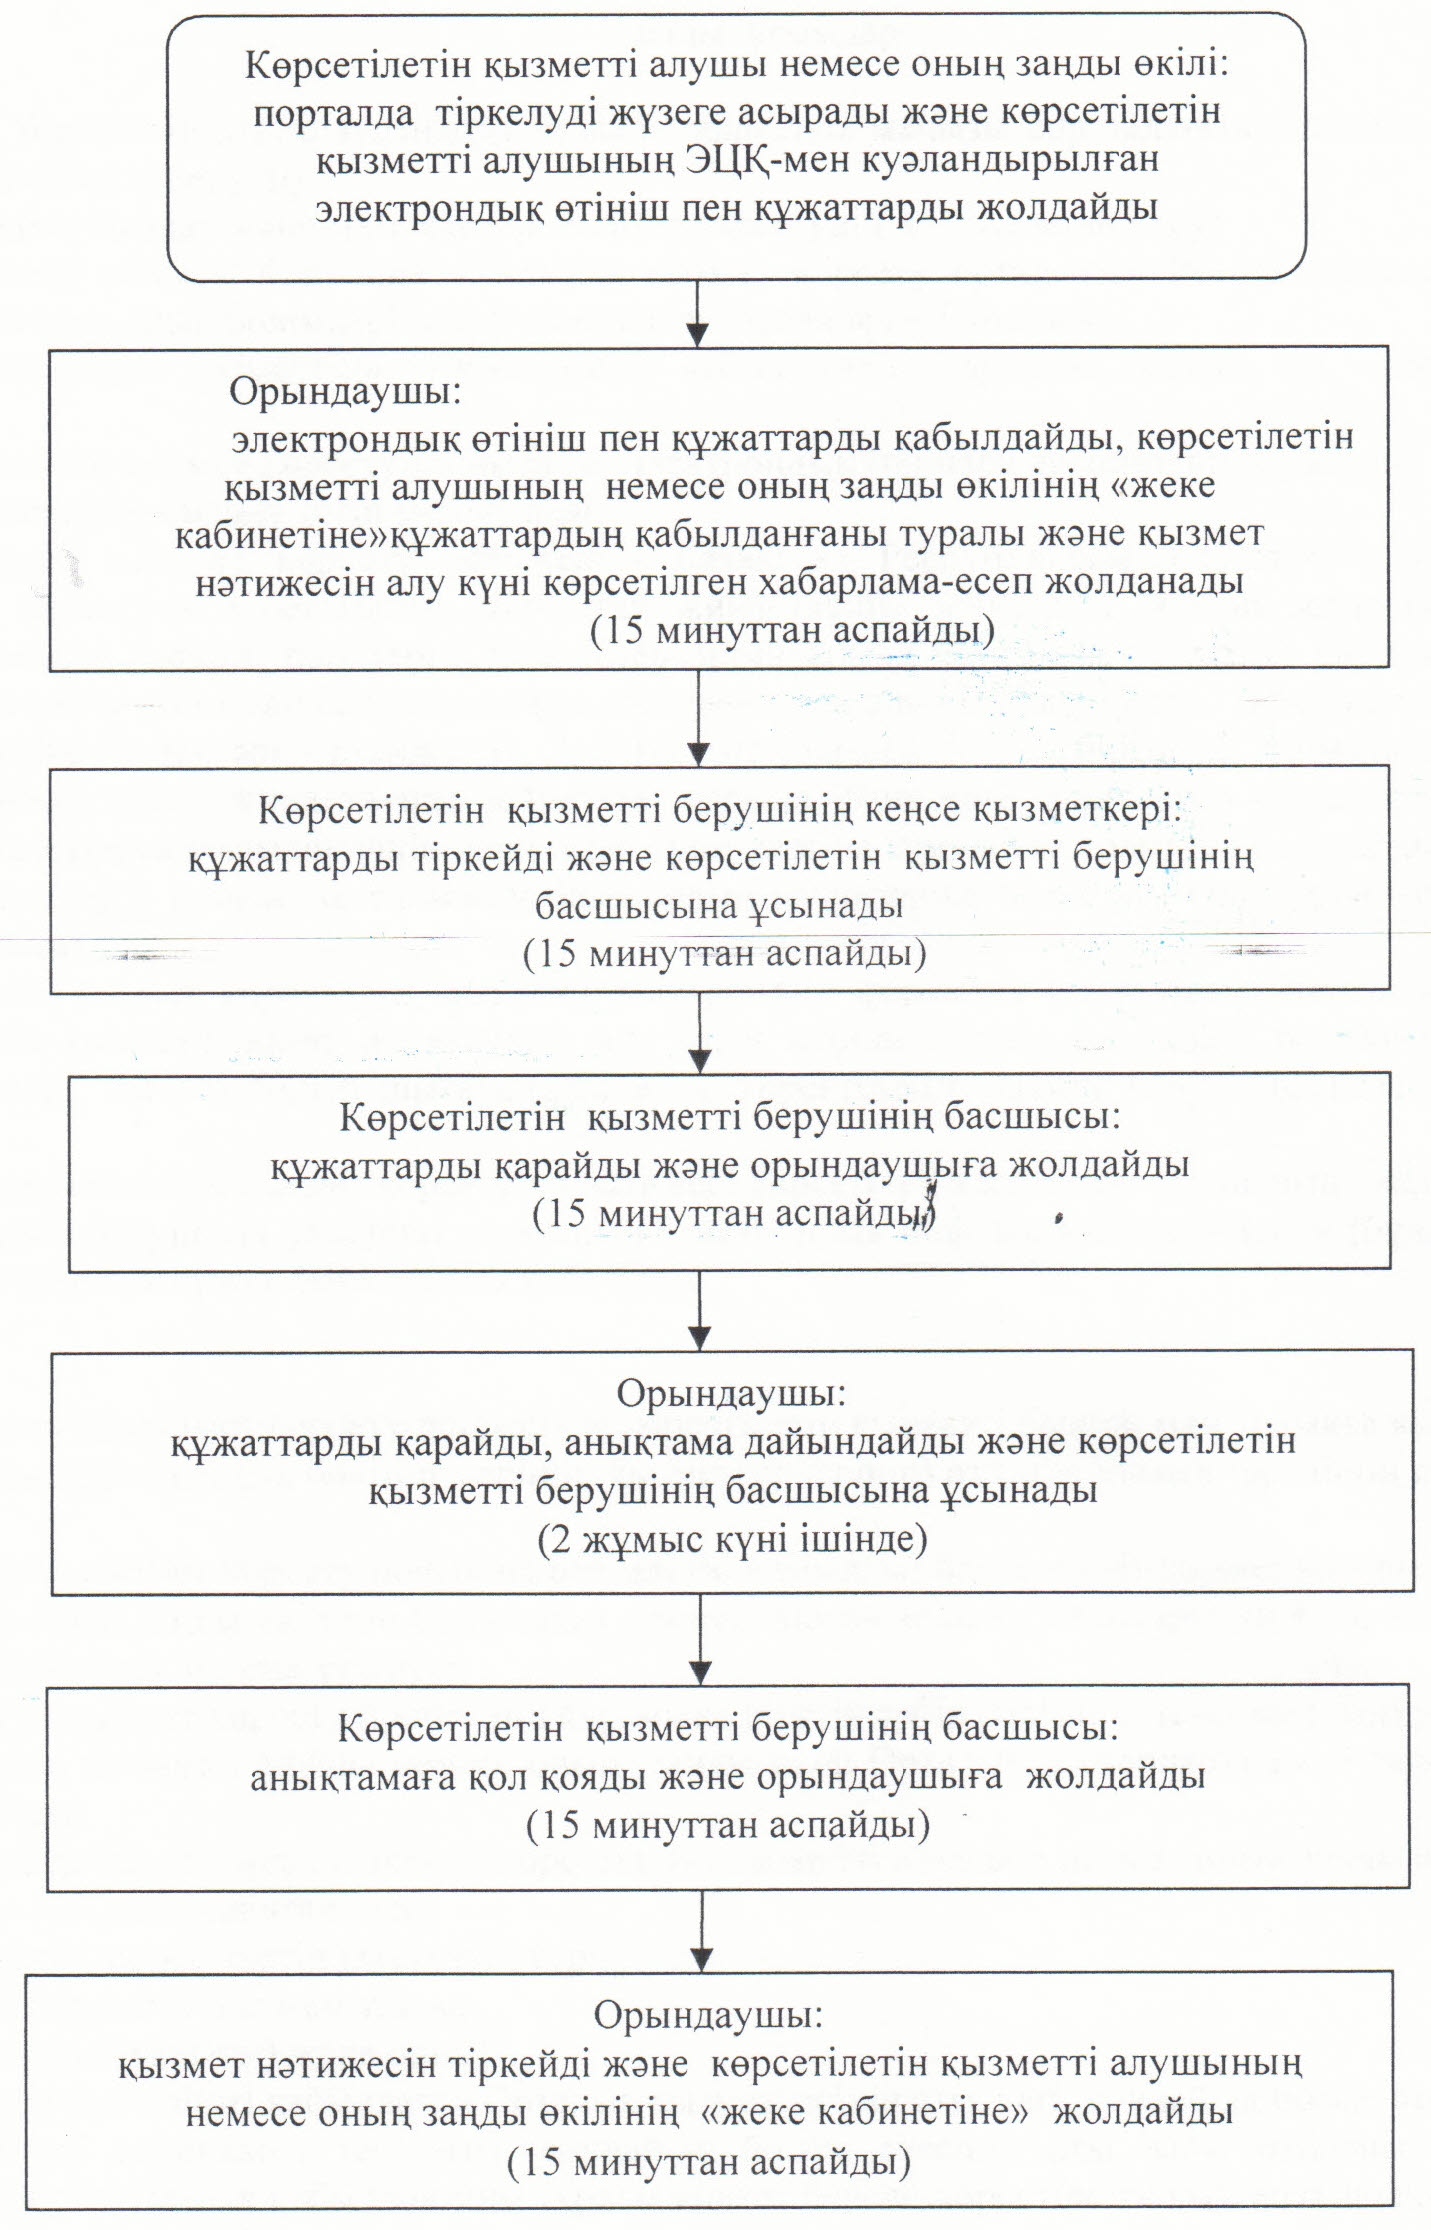 Көрсетілетін қызметті алушы немесе оның заңды өкілі:
порталда тіркелуді жүзеге асырады және көрсетілетін
қызметті алушының ЭЦҚ-мен куәландырылған
электрондық өтініш пен құжаттарды жолдайды
Орындаушы:
электрондық өтініш пен құжаттарды қабылдайды, көрсетілетін
қызметті алушының немесе оның заңды өкілінің «жеке
кабинетіне»құжаттардың қабылданғаны туралы және қызмет
нәтижесін алу күні көрсетілген хабарлама-есеп жолданады
(15 минуттан аспайды)
Көрсетілетін қызметті берушінің кеңсе қызметкері:
құжаттарды тіркейді және көрсетілетін қызметті берушінің
басшысына ұсынады
(15 минуттан аспайды)
Көрсетілетін қызметті берушінің басшысы:
құжаттарды қарайды және орындаушыға жолдайды
(15 минуттан аспайды)
Орындаушы:
құжаттарды қарайды, анықтама дайындайды және көрсетілетін
қызметті берушінің басшысына ұсынады
(2 жұмыс күні ішінде)
Көрсетілетін қызметті берушінің басшысы:
анықтамаға қол қояды және орындаушыға жолдайды
(15 минуттан аспайды)
Орындаушы:
қызмет нәтижесін тіркейді және көрсетілетін қызметті алушының
немесе оның заңды өкілінің «жеке кабинетіне» жолдайды
(15 минуттан аспайды)